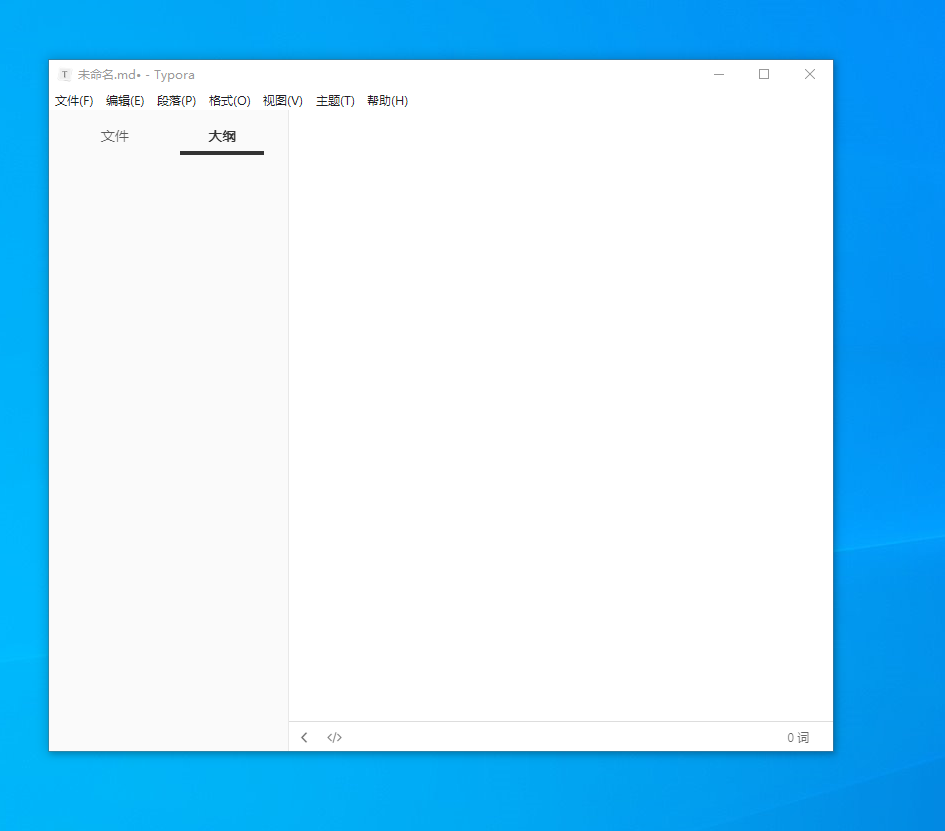 T 未命名.md• - Typora
文件(F) 编辑(E) 段落(P) 格式(O) 视图(V) 主题(T) 帮助(H)
文件 大纲
</> 0 词